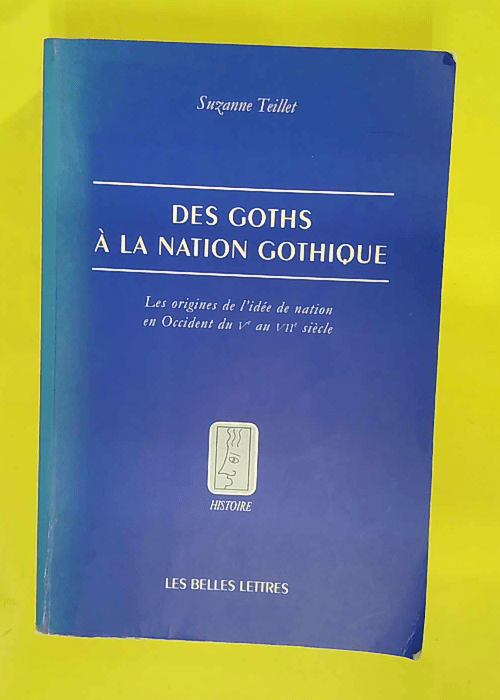 Suzanne Teillet
DES GOTHS
À LA NATION GOTHIQUE
Les origines de l'idée de nation
en Occident du Vᵉ au VIIᵉ siècle
HISTOIRE
LES BELLES LETTRES